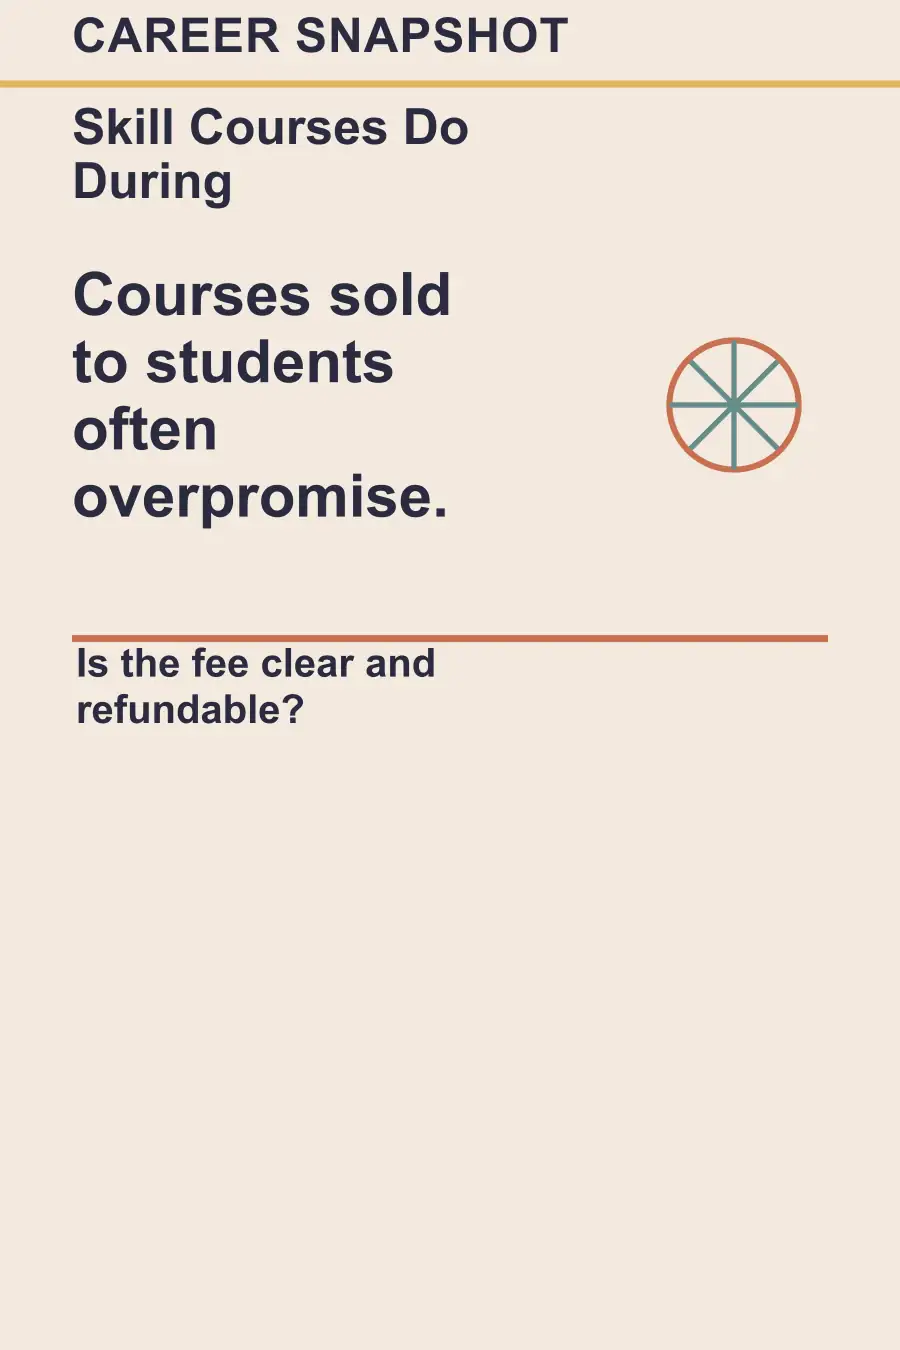 CAREER SNAPSHOT
Skill Courses Do
During
Courses sold
to students
often
overpromise.
Is the fee clear and
refundable?